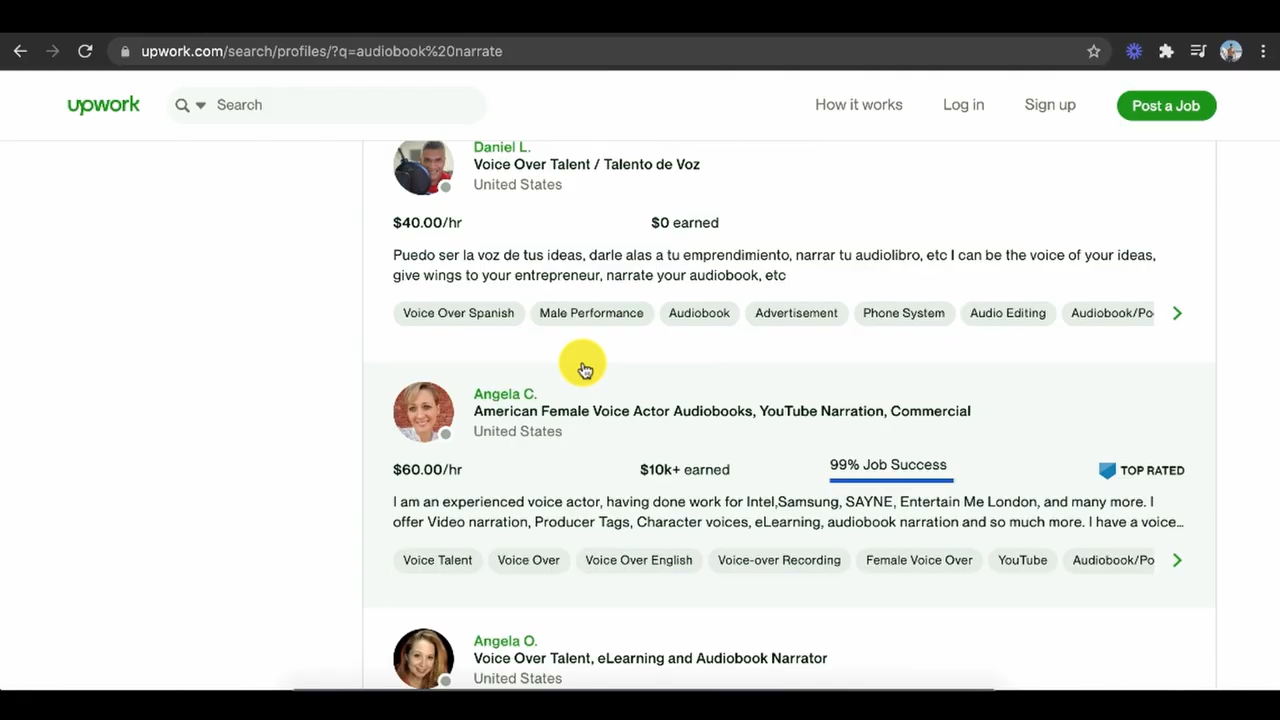 upwork.com/search/profiles/?q=audiobook%20narrate
upwork
Search
How it works
Log in
Sign up
Post a Job
Daniel L.
Voice Over Talent / Talento de Voz
United States
$40.00/hr
$0 earned
Puedo ser la voz de tus ideas, darle alas a tu emprendimiento, narrar tu audiolibro, etc I can be the voice of your ideas,
give wings to your entrepreneur, narrate your audiobook, etc
Voice Over Spanish
Male Performance
Audiobook
Advertisement
Phone System
Audio Editing
Audiobook/Po
Angela C.
American Female Voice Actor Audiobooks, YouTube Narration, Commercial
United States
$60.00/hr
$10k+ earned
99% Job Success
TOP RATED
I am an experienced voice actor, having done work for Intel,Samsung, SAYNE, Entertain Me London, and many more. I
offer Video narration, Producer Tags, Character voices, eLearning, audiobook narration and so much more. I have a voice...
Voice Talent
Voice Over
Voice Over English
Voice-over Recording
Female Voice Over
YouTube
Audiobook/Po
Angela O.
Voice Over Talent, eLearning and Audiobook Narrator
United States